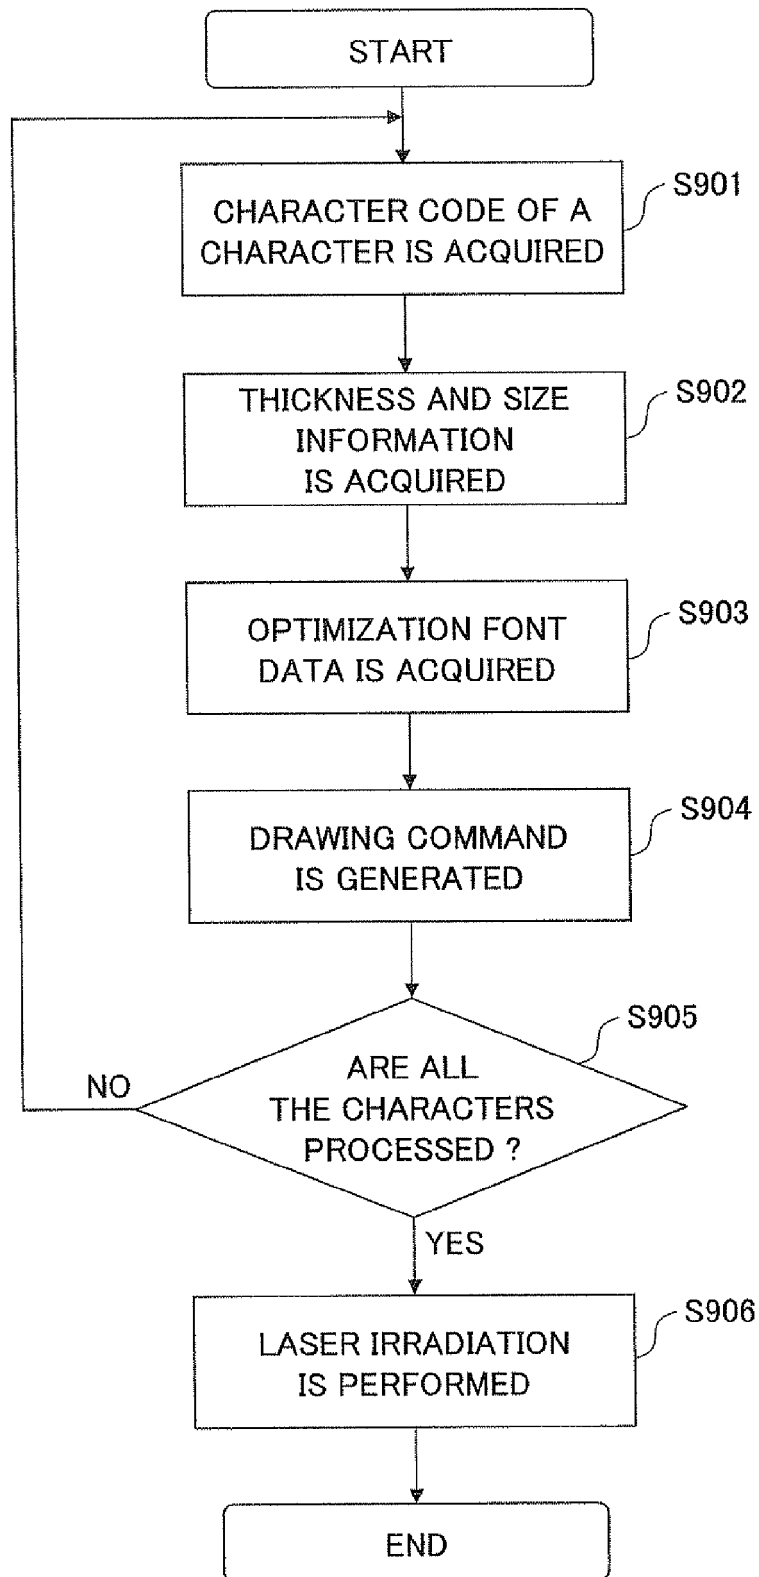 START
S901
CHARACTER CODE OF A
CHARACTER IS ACQUIRED
S902
THICKNESS AND SIZE
INFORMATION
IS ACQUIRED
S903
OPTIMIZATION FONT
DATA IS ACQUIRED
S904
DRAWING COMMAND
IS GENERATED
S905
NO
ARE ALL
THE CHARACTERS
PROCESSED ?
YES
S906
LASER IRRADIATION
IS PERFORMED
END